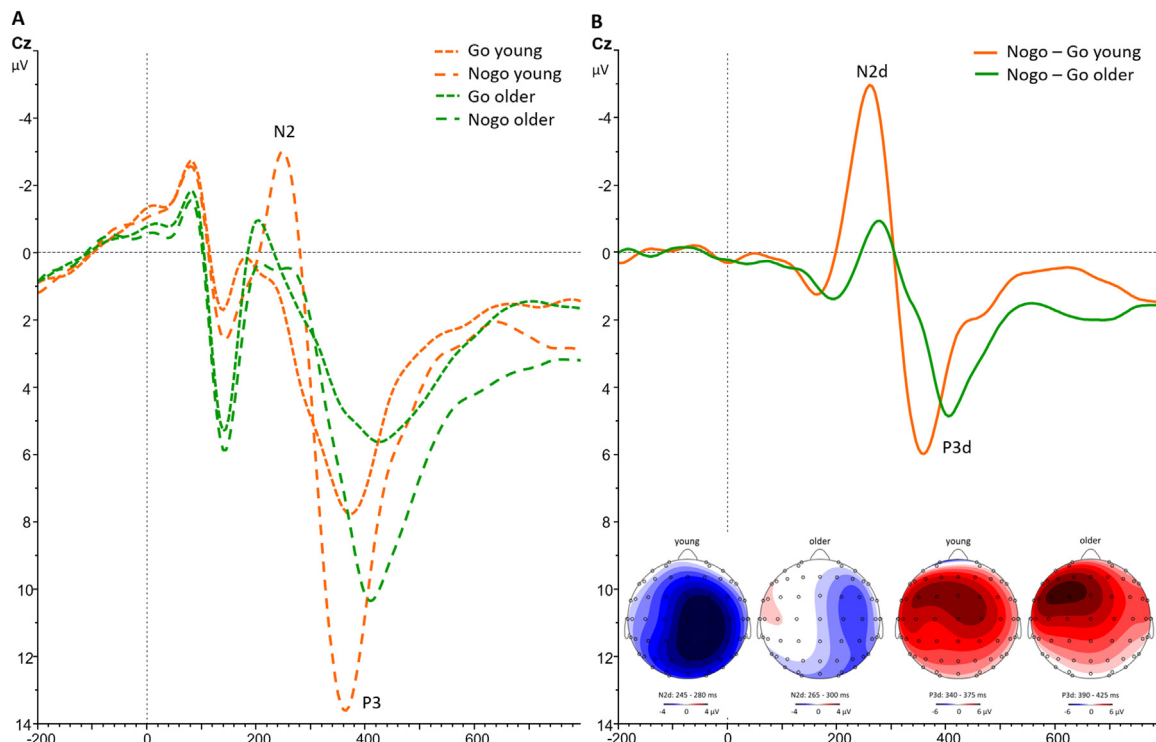 A
Cz
µV
Go young
Nogo young
Go older
Nogo older
N2
P3
-4
-2
0
2
4
6
8
10
12
14
-200
0
200
400
600
B
Cz
µV
Nogo – Go young
Nogo – Go older
N2d
P3d
-4
-2
0
2
4
6
8
10
12
14
young
older
young
older
N2d: 245 - 280 ms
N2d: 265 - 300 ms
P3d: 340 - 375 ms
P3d: 390 - 425 ms
-4 0 4 µV
-4 0 4 µV
-6 0 6 µV
-6 0 6 µV
-200
0
200
400
600